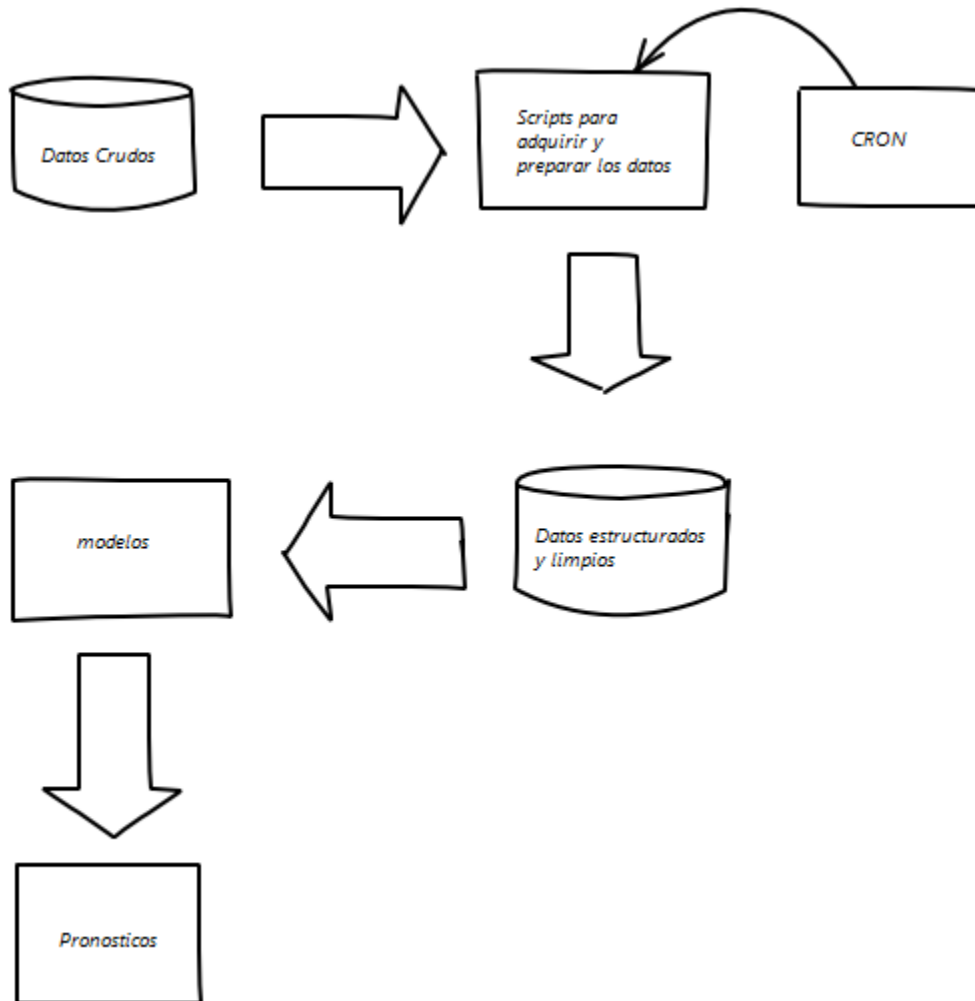 Datos Crudos
Scripts para
adquirir y
preparar los datos
CRON
Datos estructurados
y limpios
modelos
Pronosticos